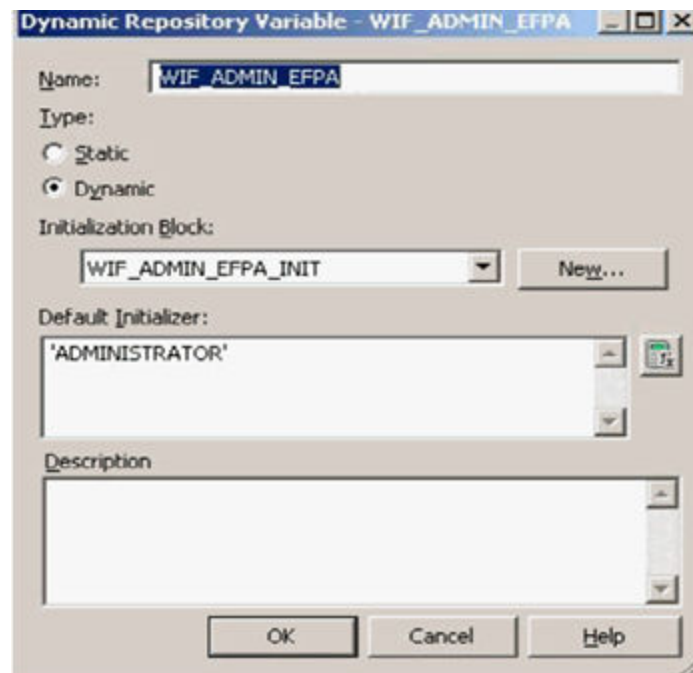 Dynamic Repository Variable - WIF_ADMIN_EFPA
Name: WIF_ADMIN_EFPA
Type:
Static
Dynamic
Initialization Block:
WIF_ADMIN_EFPA_INIT New...
Default Initializer:
'ADMINISTRATOR'
Description
OK Cancel Help